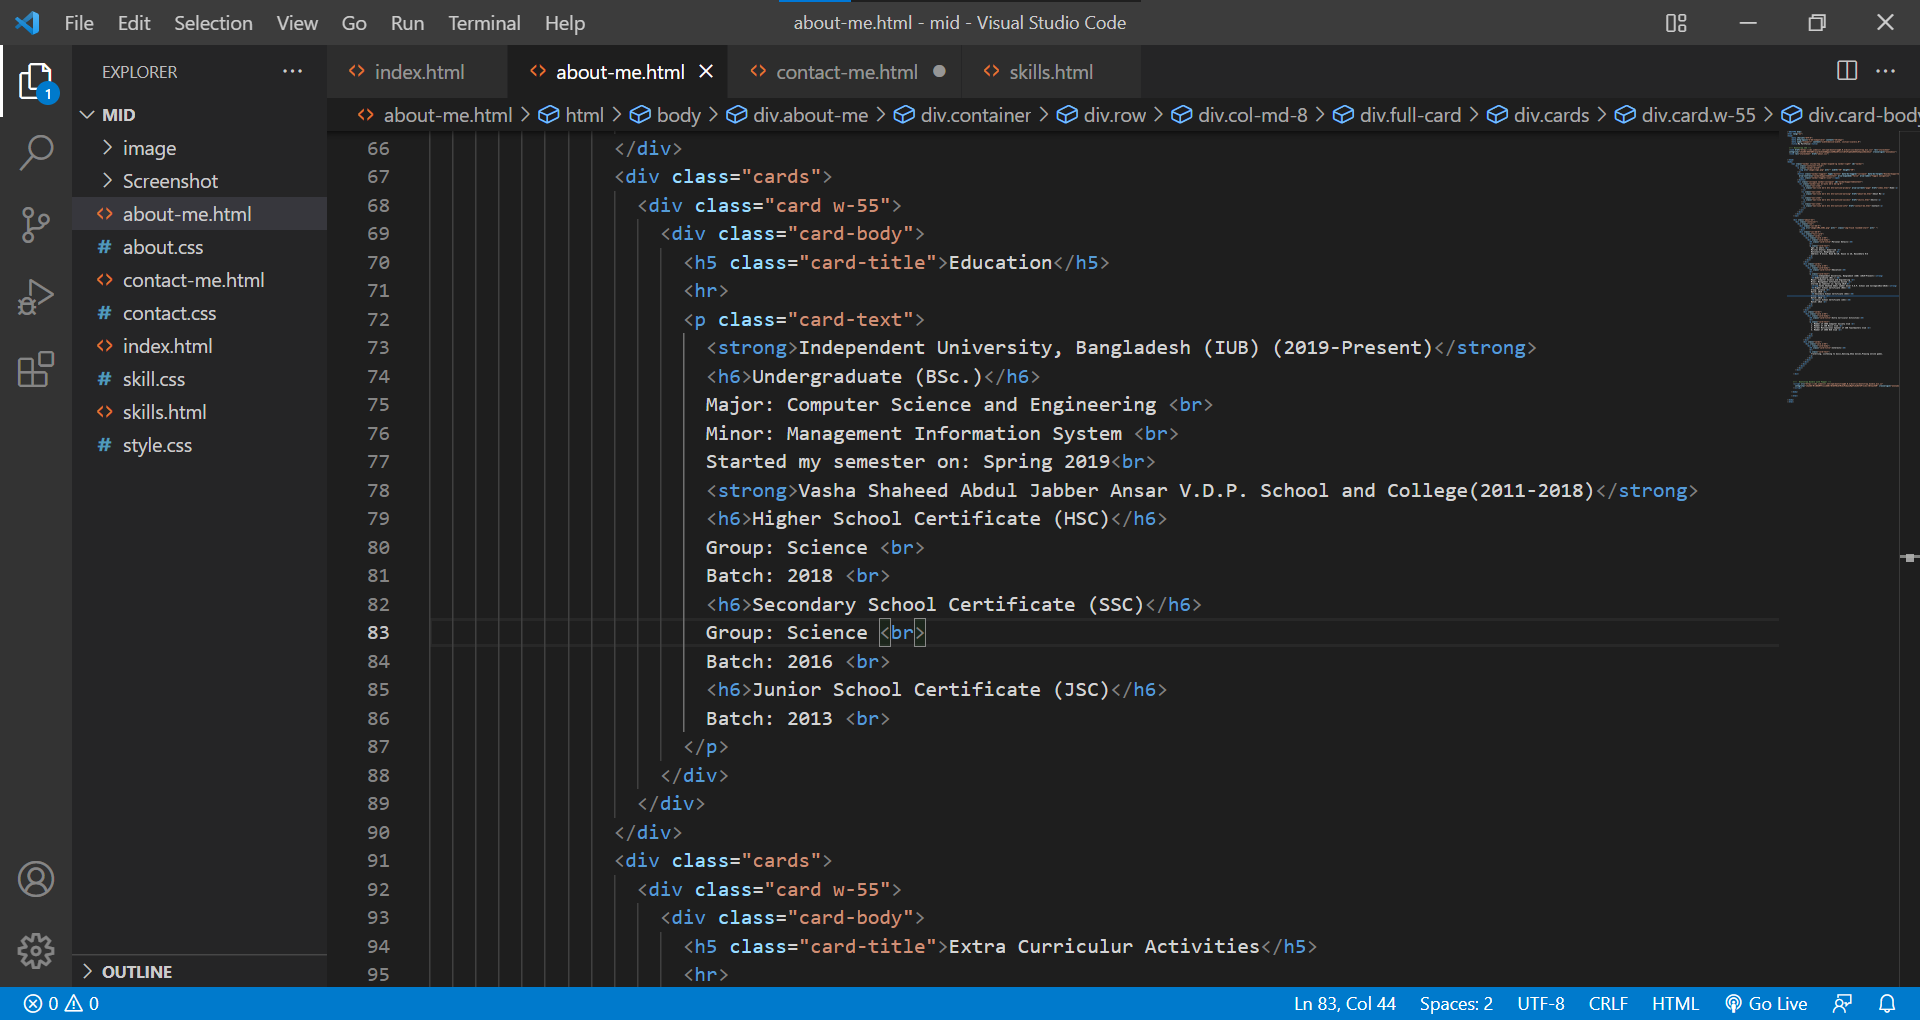 File Edit Selection View Go Run Terminal Help
about-me.html - mid - Visual Studio Code
1
EXPLORER
MID
image
Screenshot
<> about-me.html
# about.css
<> contact-me.html
# contact.css
<> index.html
# skill.css
<> skills.html
# style.css
OUTLINE
<> index.html <> about-me.html <> contact-me.html <> skills.html
<> about-me.html > html > body > div.about-me > div.container > div.row > div.col-md-8 > div.full-card > div.cards > div.card.w-55 > div.card-body
66 </div>
67 <div class="cards">
68 <div class="card w-55">
69 <div class="card-body">
70 <h5 class="card-title">Education</h5>
71 <hr>
72 <p class="card-text">
73 <strong>Independent University, Bangladesh (IUB) (2019-Present)</strong>
74 <h6>Undergraduate (BSc.)</h6>
75 Major: Computer Science and Engineering <br>
76 Minor: Management Information System <br>
77 Started my semester on: Spring 2019<br>
78 <strong>Vasha Shaheed Abdul Jabber Ansar V.D.P. School and College(2011-2018)</strong>
79 <h6>Higher School Certificate (HSC)</h6>
80 Group: Science <br>
81 Batch: 2018 <br>
82 <h6>Secondary School Certificate (SSC)</h6>
83 Group: Science <br>
84 Batch: 2016 <br>
85 <h6>Junior School Certificate (JSC)</h6>
86 Batch: 2013 <br>
87 </p>
88 </div>
89 </div>
90 </div>
91 <div class="cards">
92 <div class="card w-55">
93 <div class="card-body">
94 <h5 class="card-title">Extra Curriculur Activities</h5>
95 <hr>
0 0
Ln 83, Col 44 Spaces: 2 UTF-8 CRLF HTML Go Live